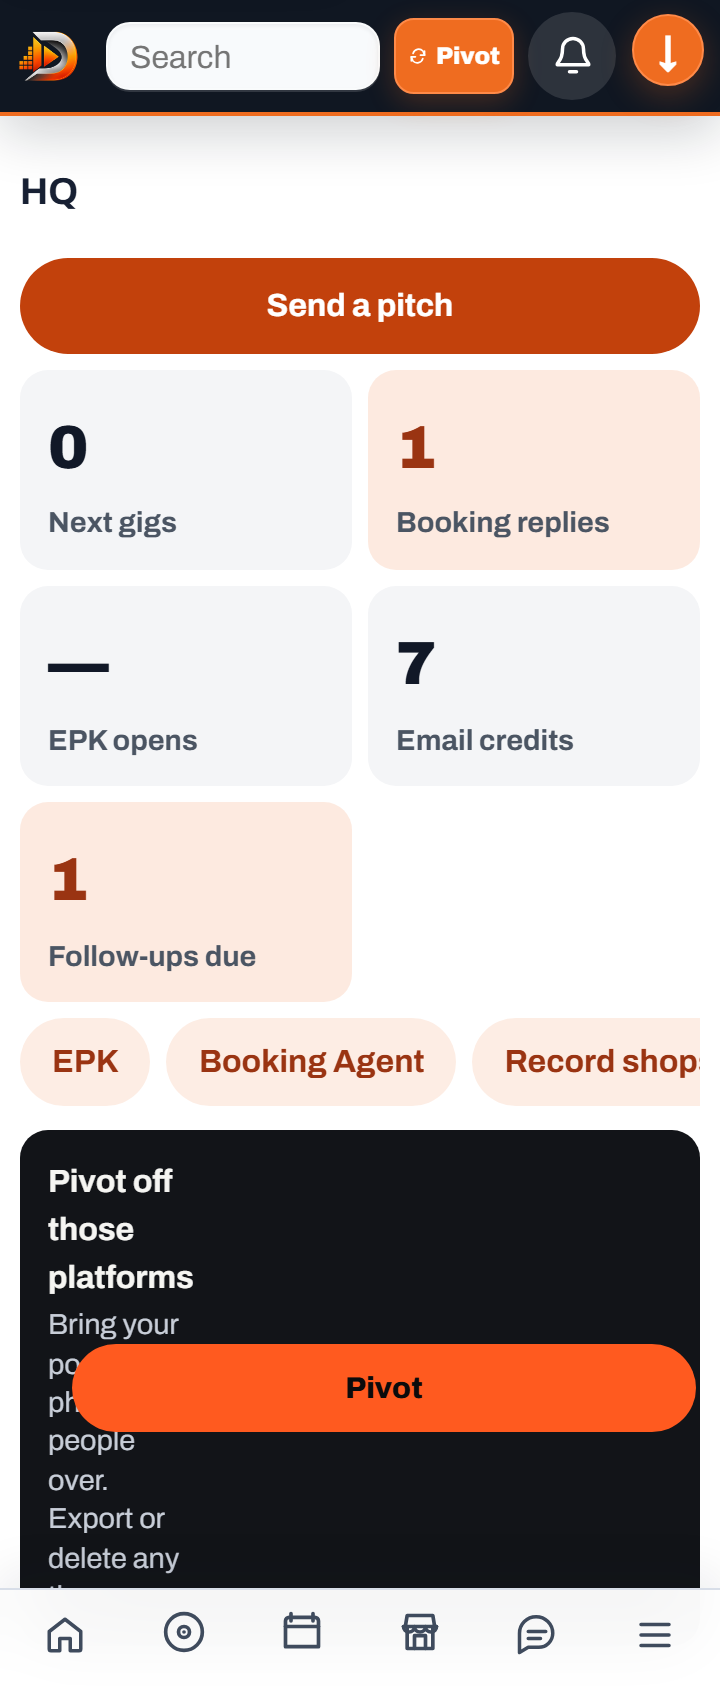 Search
Pivot
HQ
Send a pitch
0
Next gigs
1
Booking replies
—
EPK opens
7
Email credits
1
Follow-ups due
EPK
Booking Agent
Record shops
Pivot off
those
platforms
Bring your
Pivot
people
over.
Export or
delete any